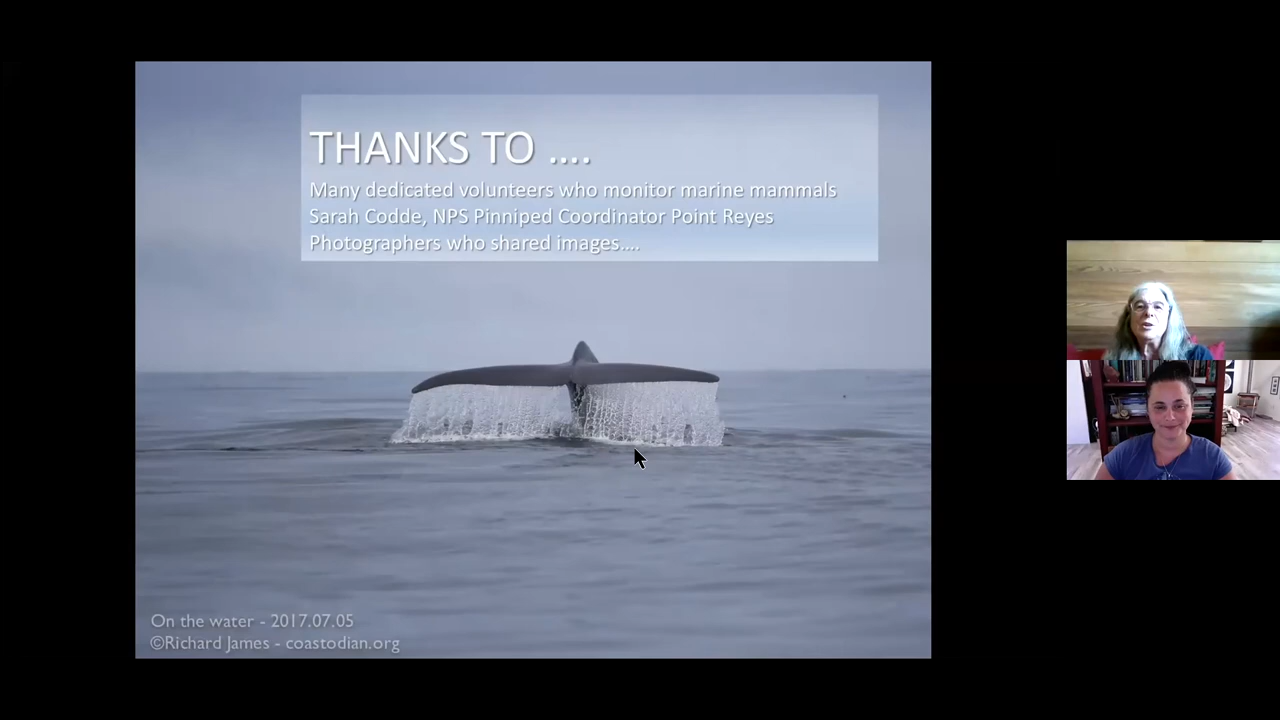 THANKS TO ....
Many dedicated volunteers who monitor marine mammals
Sarah Codde, NPS Pinniped Coordinator Point Reyes
Photographers who shared images....
On the water - 2017.07.05
©Richard James - coastodian.org